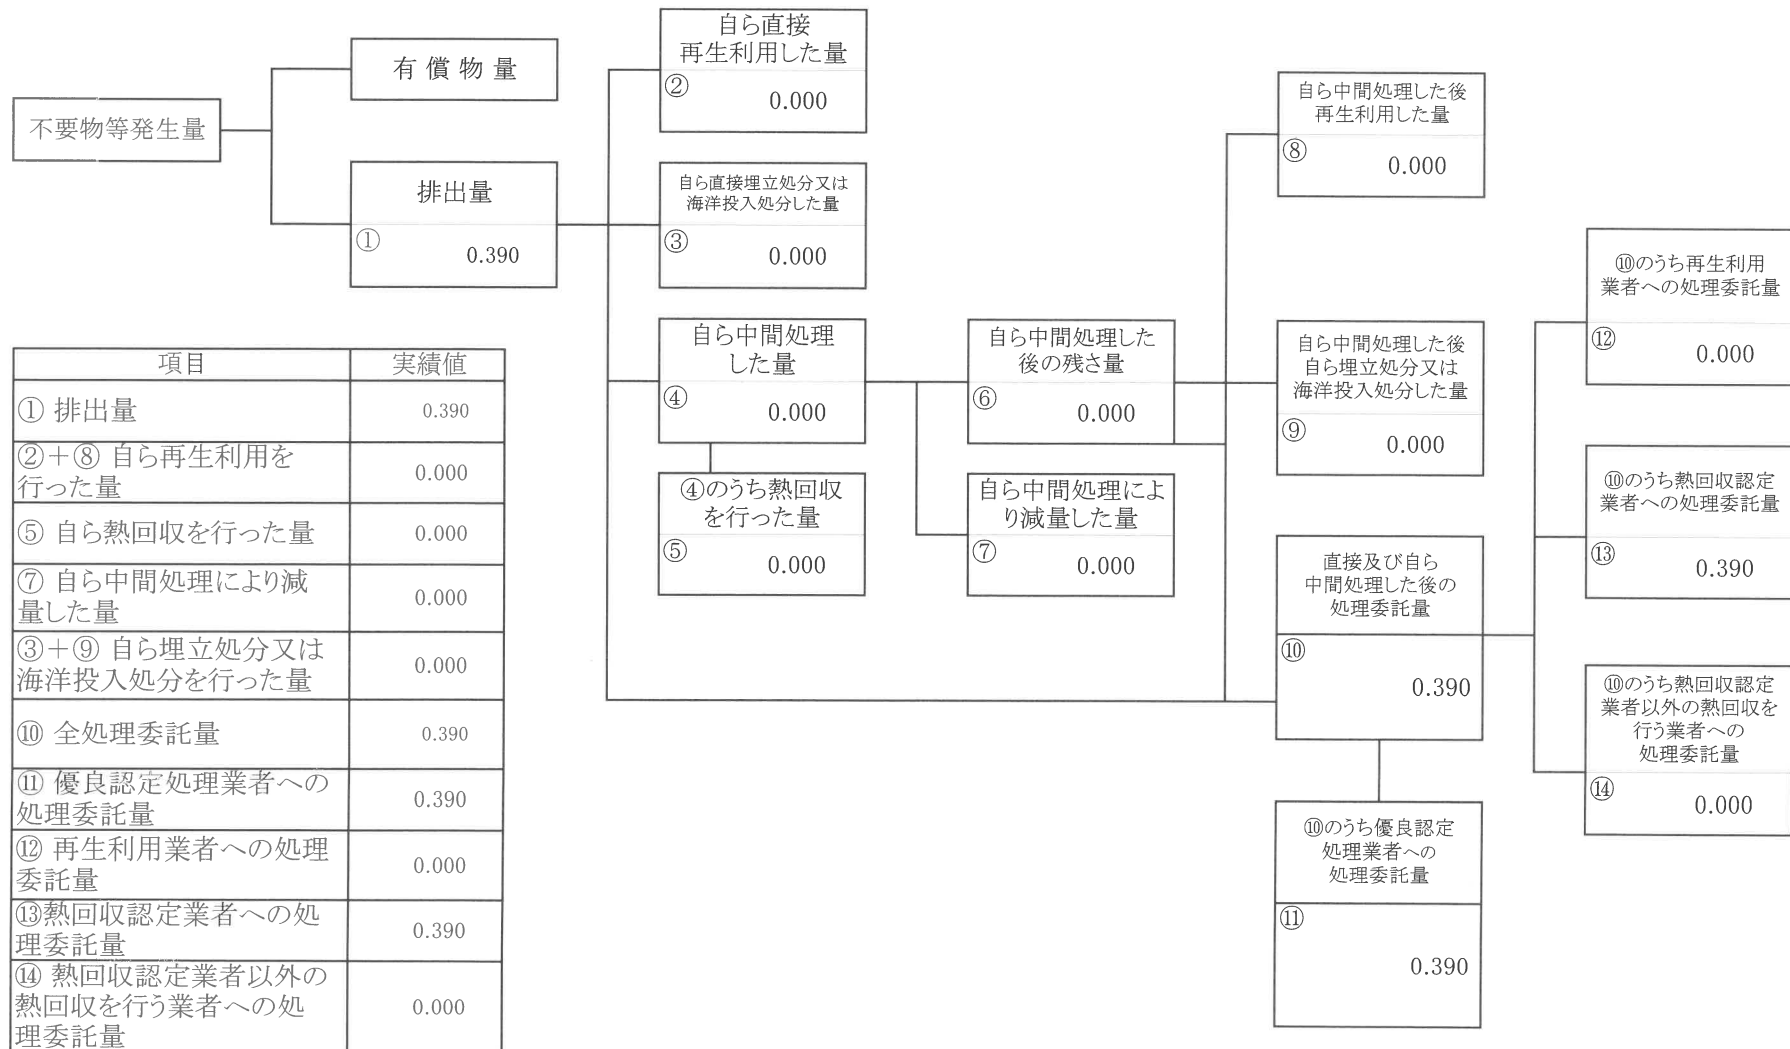 不要物等発生量
有償物量
排出量
①
0.390
自ら直接
再生利用した量
②
0.000
自ら直接埋立処分又は
海洋投入処分した量
③
0.000
自ら中間処理
した量
④
0.000
④のうち熱回収
を行った量
⑤
0.000
自ら中間処理した
後の残さ量
⑥
0.000
自ら中間処理によ
り減量した量
⑦
0.000
自ら中間処理した後
再生利用した量
⑧
0.000
自ら中間処理した後
自ら埋立処分又は
海洋投入処分した量
⑨
0.000
直接及び自ら
中間処理した後の
処理委託量
⑩
0.390
⑩のうち優良認定
処理業者への
処理委託量
⑪
0.390
⑩のうち再生利用
業者への処理委託量
⑫
0.000
⑩のうち熱回収認定
業者への処理委託量
⑬
0.390
⑩のうち熱回収認定
業者以外の熱回収を
行う業者への
処理委託量
⑭
0.000
項目 実績値
① 排出量 0.390
②+⑧ 自ら再生利用を
行った量 0.000
⑤ 自ら熱回収を行った量 0.000
⑦ 自ら中間処理により減
量した量 0.000
③+⑨ 自ら埋立処分又は
海洋投入処分を行った量 0.000
⑩ 全処理委託量 0.390
⑪ 優良認定処理業者への
処理委託量 0.390
⑫ 再生利用業者への処理
委託量 0.000
⑬熱回収認定業者への処
理委託量 0.390
⑭ 熱回収認定業者以外の
熱回収を行う業者への処
理委託量 0.000